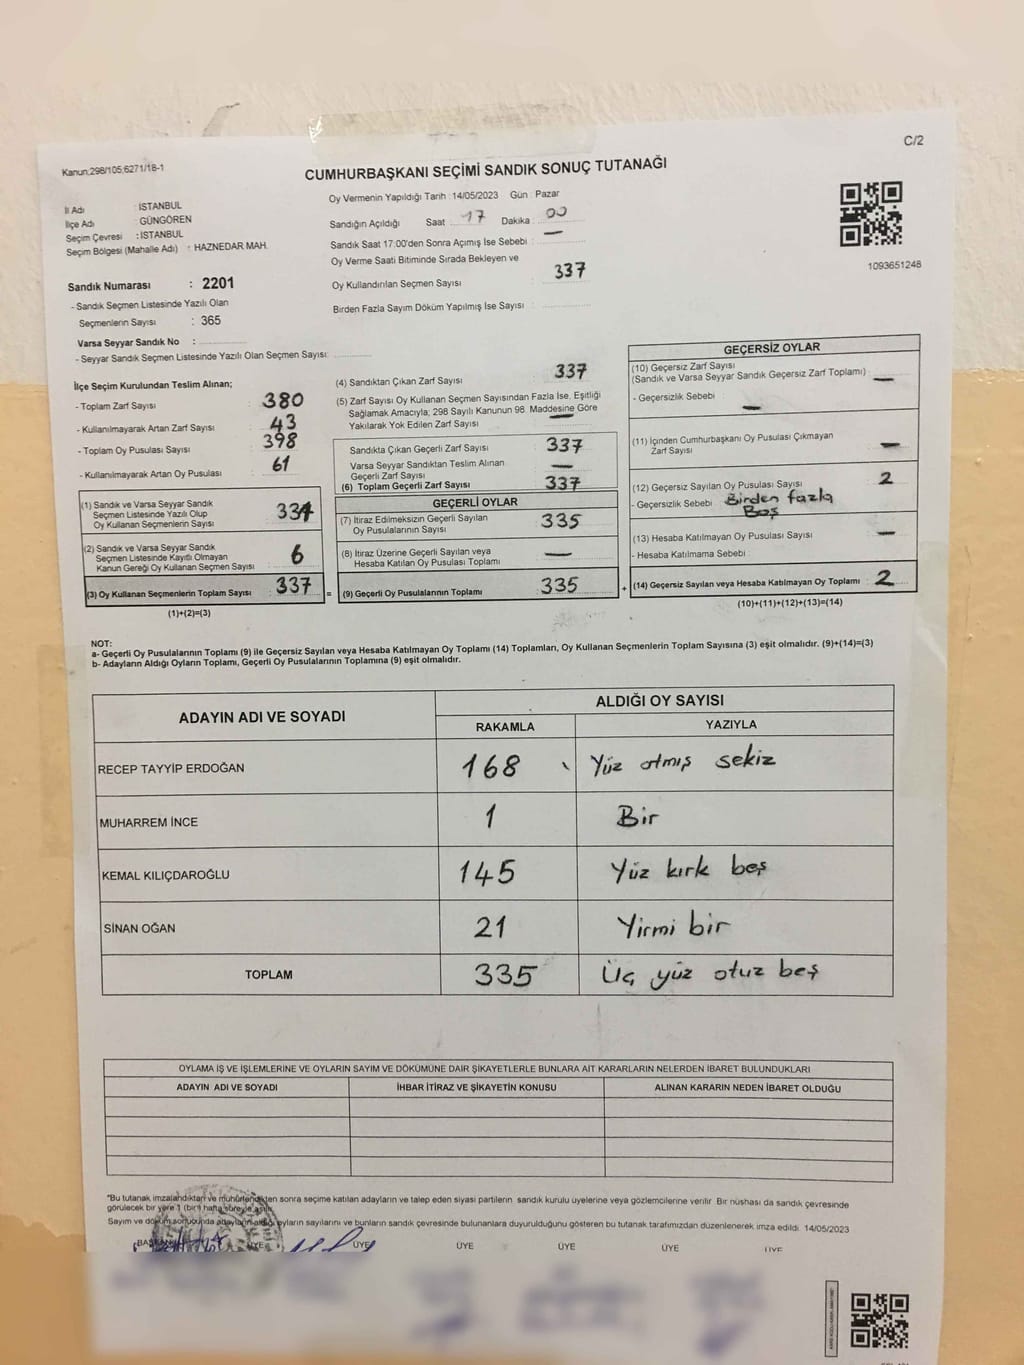 C/2
Kanun:298/105;6271/18-1
CUMHURBAŞKANI SEÇİMİ SANDIK SONUÇ TUTANAĞI
İl Adı : İSTANBUL
İlçe Adı : GÜNGÖREN
Seçim Çevresi : İSTANBUL
Seçim Bölgesi (Mahalle Adı) : HAZNEDAR MAH.
Sandık Numarası : 2201
- Sandık Seçmen Listesinde Yazılı Olan
Seçmenlerin Sayısı : 365
Varsa Seyyar Sandık No :
- Seyyar Sandık Seçmen Listesinde Yazılı Olan Seçmen Sayısı:
Oy Vermenin Yapıldığı Tarih : 14/05/2023 Gün : Pazar
Sandığın Açıldığı Saat : 17 Dakika : 00
Sandık Saat 17:00'den Sonra Açımış İse Sebebi : —
Oy Verme Saati Bitiminde Sırada Bekleyen ve
Oy Kullandırılan Seçmen Sayısı : 337
Birden Fazla Sayım Döküm Yapılmış İse Sayısı :
1093651248
İlçe Seçim Kurulundan Teslim Alınan;
- Toplam Zarf Sayısı : 380
- Kullanılmayarak Artan Zarf Sayısı : 43
- Toplam Oy Pusulası Sayısı : 398
- Kullanılmayarak Artan Oy Pusulası : 61
(1) Sandık ve Varsa Seyyar Sandık
Seçmen Listesinde Yazılı Olup
Oy Kullanan Seçmenlerin Sayısı :
(2) Sandık ve Varsa Seyyar Sandık
Seçmen Listesinde Kayıtlı Olmayan
Kanun Gereği Oy Kullanan Seçmen Sayısı : 6
(3) Oy Kullanan Seçmenlerin Toplam Sayısı : 337
(1)+(2)=(3)
(4) Sandıktan Çıkan Zarf Sayısı : 337
(5) Zarf Sayısı Oy Kullanan Seçmen Sayısından Fazla İse, Eşitliği
Sağlamak Amacıyla; 298 Sayılı Kanunun 98. Maddesine Göre
Yakılarak Yok Edilen Zarf Sayısı : —
Sandıkta Çıkan Geçerli Zarf Sayısı : 337
Varsa Seyyar Sandıktan Teslim Alınan
Geçerli Zarf Sayısı : —
(6) Toplam Geçerli Zarf Sayısı : 337
GEÇERLİ OYLAR
(7) İtiraz Edilmeksizin Geçerli Sayılan
Oy Pusulalarının Sayısı : 335
(8) İtiraz Üzerine Geçerli Sayılan veya
Hesaba Katılan Oy Pusulası Toplamı : —
= (9) Geçerli Oy Pusulalarının Toplamı : 335 +
GEÇERSİZ OYLAR
(10) Geçersiz Zarf Sayısı
(Sandık ve Varsa Seyyar Sandık Geçersiz Zarf Toplamı) : —
- Geçersizlik Sebebi : —
(11) İçinden Cumhurbaşkanı Oy Pusulası Çıkmayan
Zarf Sayısı : —
(12) Geçersiz Sayılan Oy Pusulası Sayısı : 2
- Geçersizlik Sebebi : Birden fazla
Boş
(13) Hesaba Katılmayan Oy Pusulası Sayısı : —
- Hesaba Katılmama Sebebi :
(14) Geçersiz Sayılan veya Hesaba Katılmayan Oy Toplamı : 2
(10)+(11)+(12)+(13)=(14)
NOT:
a- Geçerli Oy Pusulalarının Toplamı (9) ile Geçersiz Sayılan veya Hesaba Katılmayan Oy Toplamı (14) Toplamları, Oy Kullanan Seçmenlerin Toplam Sayısına (3) eşit olmalıdır. (9)+(14)=(3)
b- Adayların Aldığı Oyların Toplamı, Geçerli Oy Pusulalarının Toplamına (9) eşit olmalıdır.
ADAYIN ADI VE SOYADI ALDIĞI OY SAYISI
RAKAMLA YAZIYLA
RECEP TAYYİP ERDOĞAN 168 Yüz otmış sekiz
MUHARREM İNCE 1 Bir
KEMAL KILIÇDAROĞLU 145 Yüz kırk beş
SİNAN OĞAN 21 Yirmi bir
TOPLAM 335 Üç yüz otuz beş
OYLAMA İŞ VE İŞLEMLERİNE VE OYLARIN SAYIM VE DÖKÜMÜNE DAİR ŞİKAYETLERLE BUNLARA AİT KARARLARIN NELERDEN İBARET BULUNDUKLARI
ADAYIN ADI VE SOYADI İHBAR İTİRAZ VE ŞİKAYETİN KONUSU ALINAN KARARIN NEDEN İBARET OLDUĞU
"Bu tutanak imzalandıktan ve mühürlendikten sonra seçime katılan adayların ve talep eden siyasi partilerin sandık kurulu üyelerine veya gözlemcilerine verilir. Bir nüshası da sandık çevresinde
görülecek bir yere 1 (bir) hafta süreyle asılır.
Sayım ve döküm sonucunda adayların aldığı oyların sayılarını ve bunların sandık çevresinde bulunanlara duyurulduğunu gösteren bu tutanak tarafımızdan düzenlenerek imza edildi. 14/05/2023
BAŞKAN ÜYE ÜYE ÜYE ÜYE ÜYE ÜYE